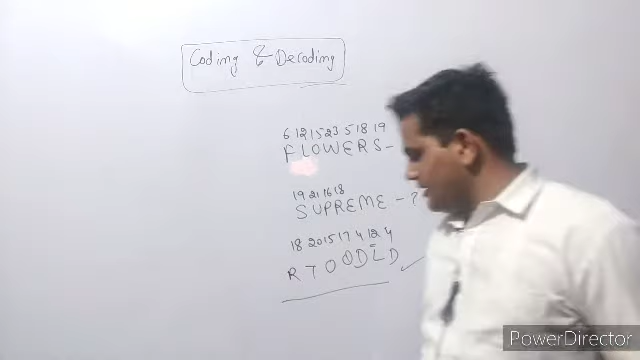 Coding & Decoding
6 12 15 23 5 18 19
FLOWERS -
19 21 16 18
SUPREME - ?
18 20 15 17 4 12 4
RTOODLD
PowerDirector